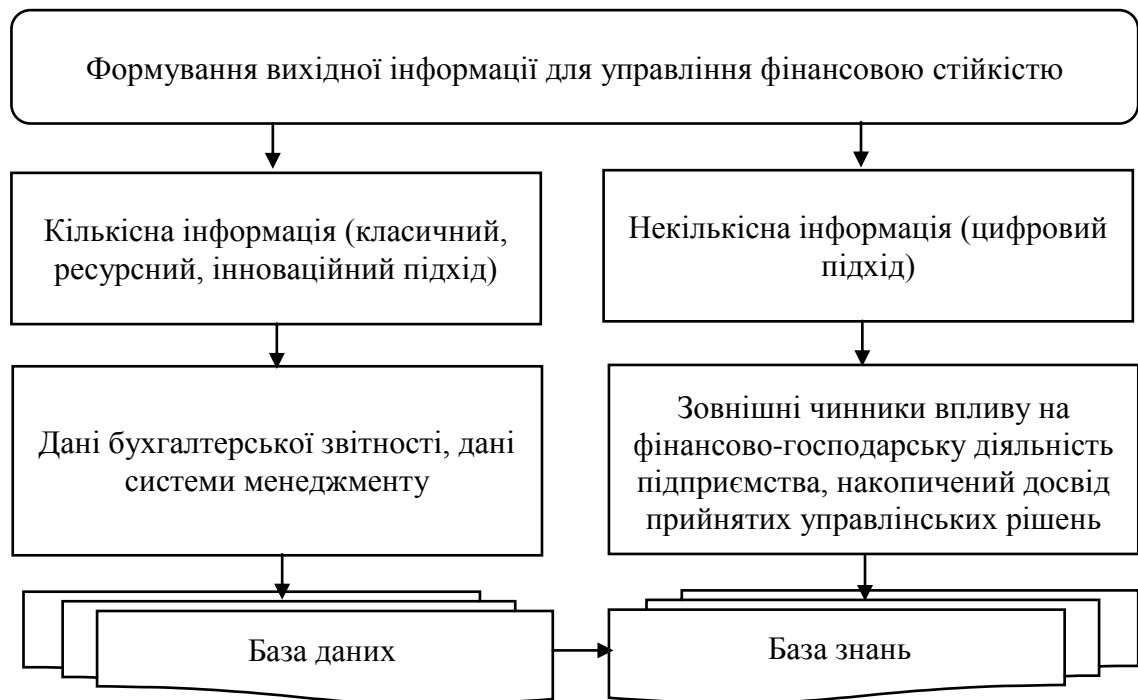 Формування вихідної інформації для управління фінансовою стійкістю
Кількісна інформація (класичний,
ресурсний, інноваційний підхід)
Некількісна інформація (цифровий
підхід)
Дані бухгалтерської звітності, дані
системи менеджменту
Зовнішні чинники впливу на
фінансово-господарську діяльність
підприємства, накопичений досвід
прийнятих управлінських рішень
База даних
База знань